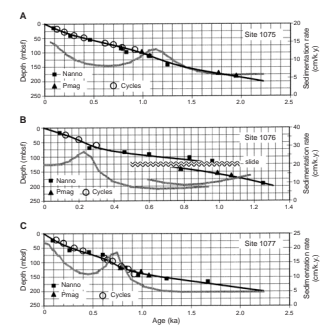 A
Site 1075
0
50
100
150
200
250
Depth (mbsf)
20
15
10
5
0
Sedimentation rate
(cm/k.y.)
Nanno
Pmag
Cycles
0.0 0.5 1.0 1.5 2.0 2.5
B
Site 1076
0
50
100
150
200
250
Depth (mbsf)
40
30
20
10
0
Sedimentation rate
(cm/k.y.)
slide
Nanno
Pmag
Cycles
0 0.2 0.4 0.6 0.8 1.0 1.2 1.4
C
Site 1077
0
50
100
150
200
250
Depth (mbsf)
25
20
15
10
5
0
Sedimentation rate
(cm/k.y.)
Nanno
Pmag
Cycles
0.0 0.5 1.0 1.5 2.0 2.5
Age (ka)